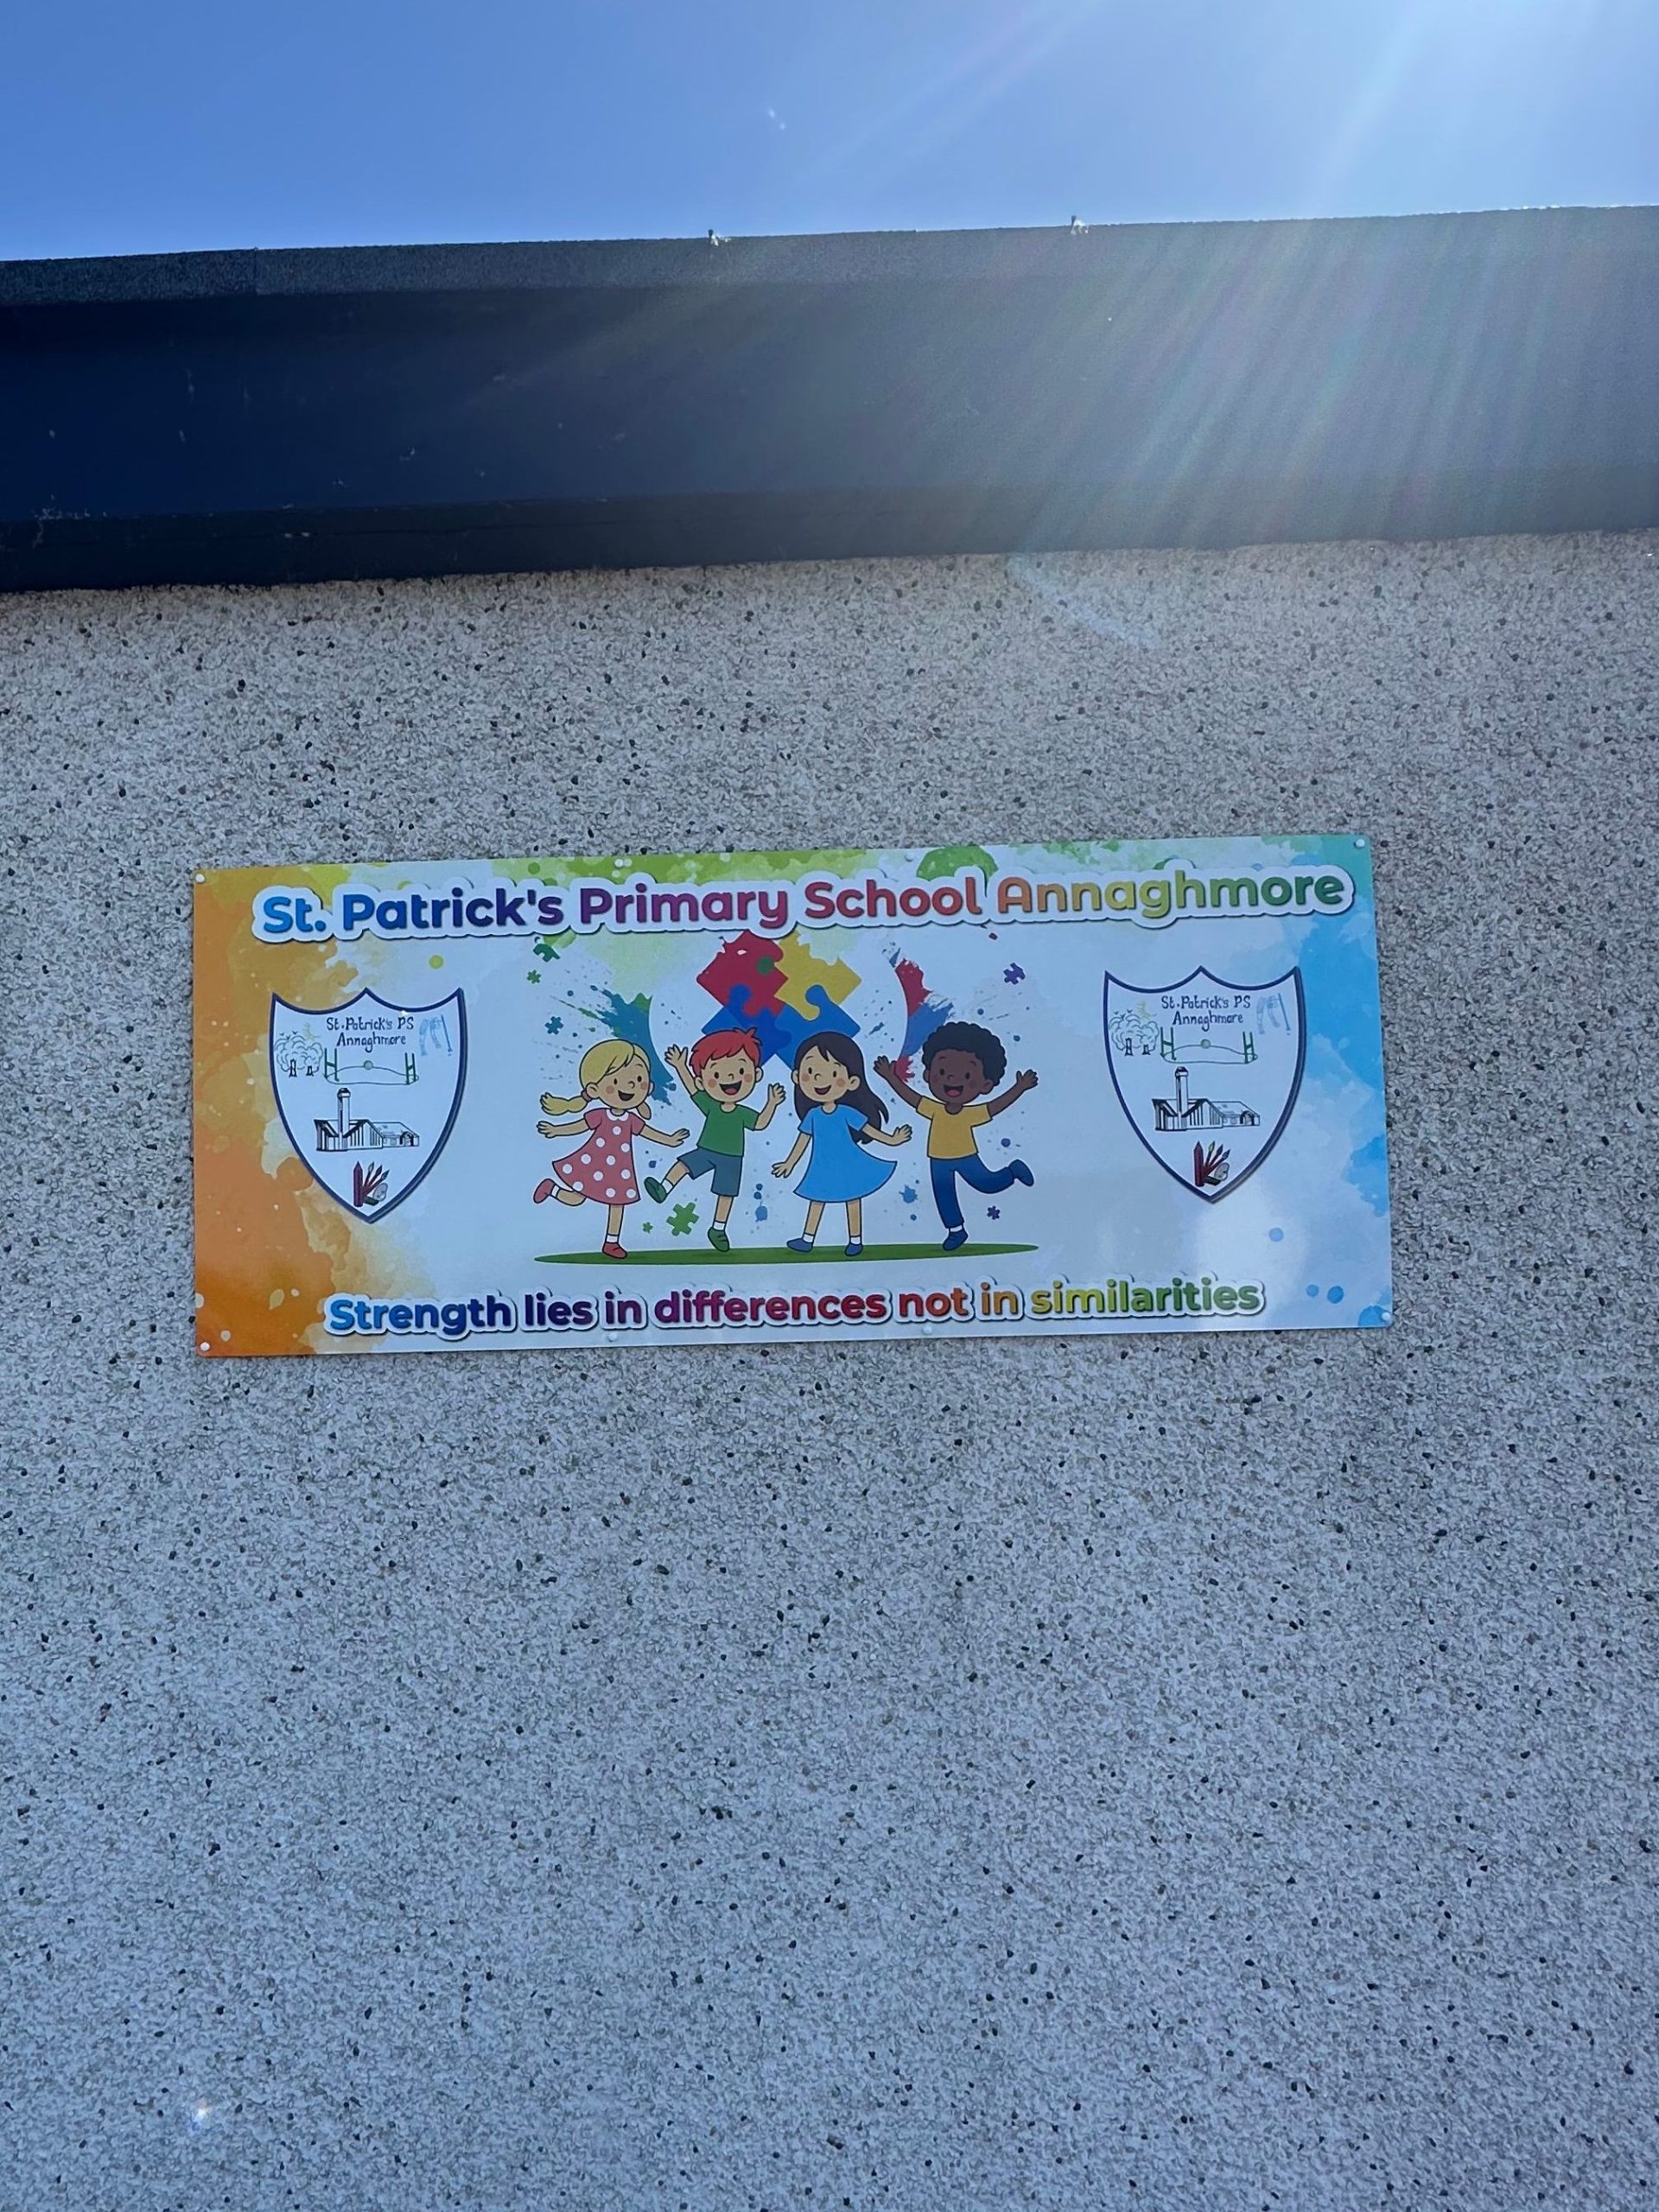 St. Patrick's Primary School Annaghmore
St. Patrick's PS
Annaghmore
St. Patrick's PS
Annaghmore
Strength lies in differences not in similarities